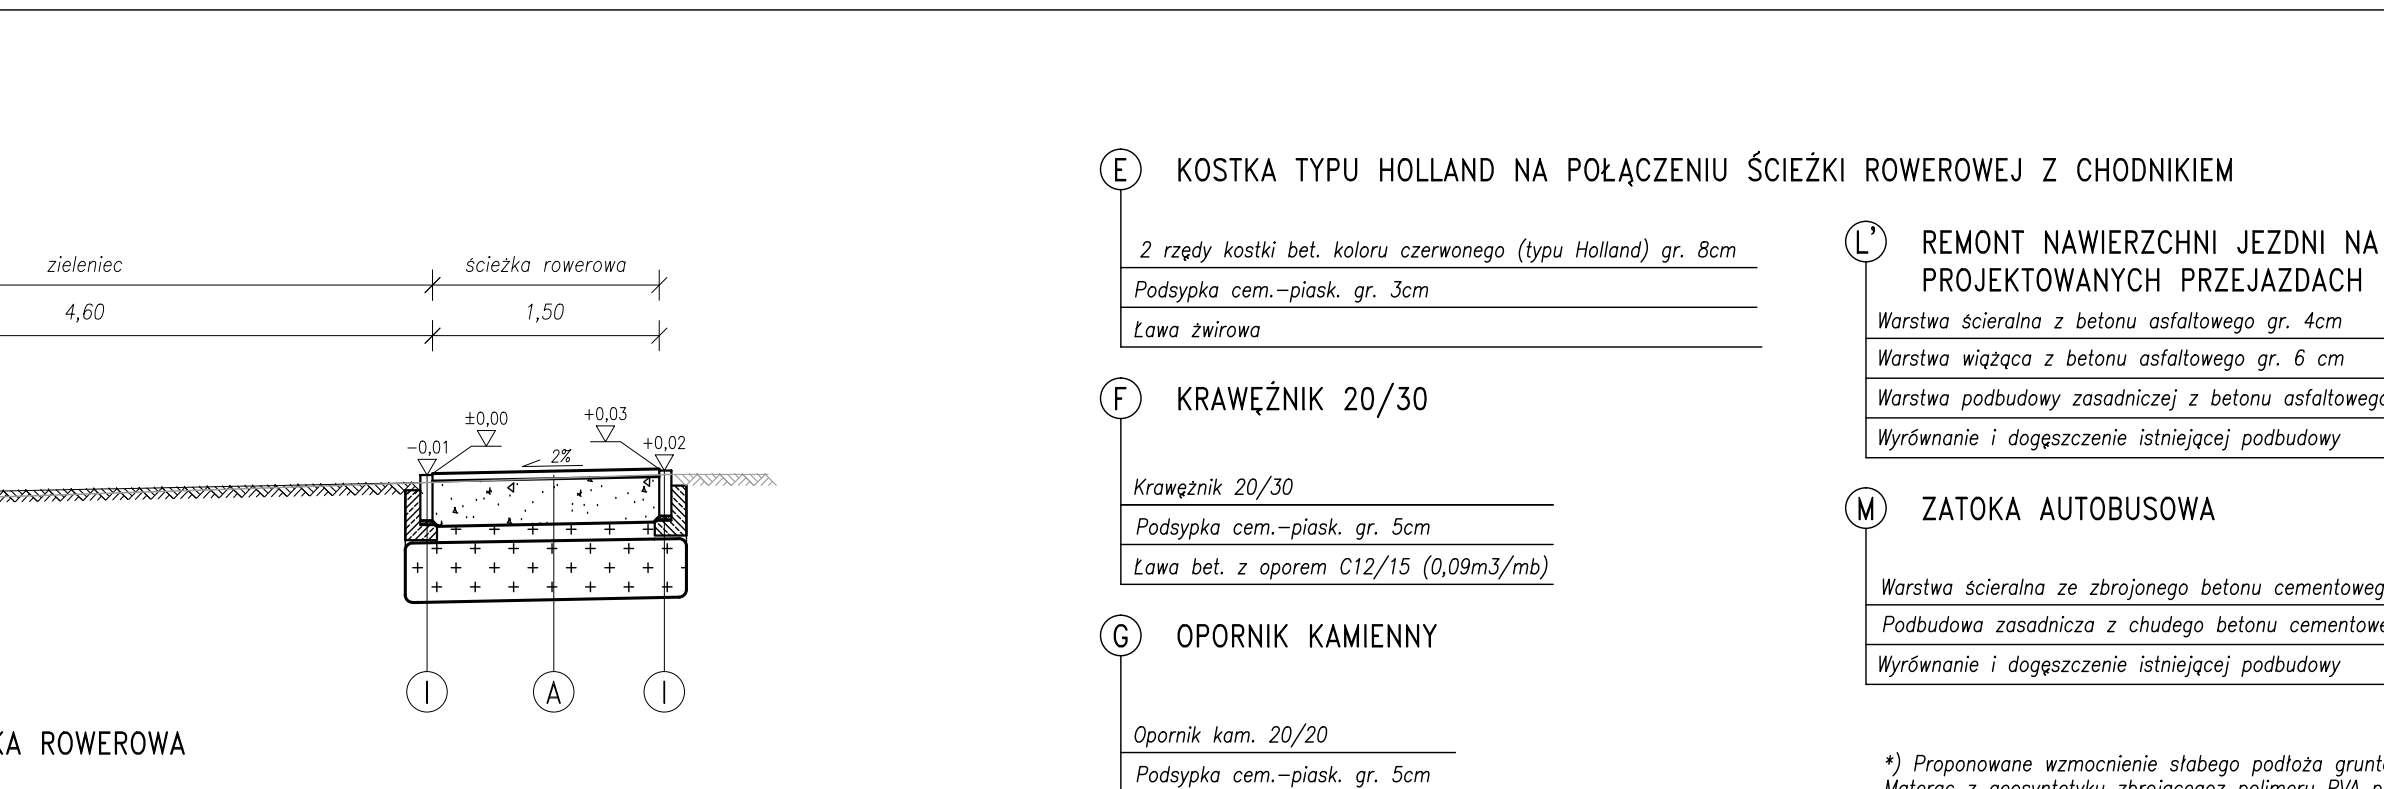 zieleniec
ścieżka rowerowa
4,60
1,50
±0,00
+0,03
-0,01
+0,02
2%
I
A
I
KA ROWEROWA
E KOSTKA TYPU HOLLAND NA POŁĄCZENIU ŚCIEŻKI ROWEROWEJ Z CHODNIKIEM
2 rzędy kostki bet. koloru czerwonego (typu Holland) gr. 8cm
Podsypka cem.-piask. gr. 3cm
Ława żwirowa
F KRAWĘŻNIK 20/30
Krawężnik 20/30
Podsypka cem.-piask. gr. 5cm
Ława bet. z oporem C12/15 (0,09m3/mb)
G OPORNIK KAMIENNY
Opornik kam. 20/20
Podsypka cem.-piask. gr. 5cm
L' REMONT NAWIERZCHNI JEZDNI NA
PROJEKTOWANYCH PRZEJAZDACH
Warstwa ścieralna z betonu asfaltowego gr. 4cm
Warstwa wiążąca z betonu asfaltowego gr. 6 cm
Warstwa podbudowy zasadniczej z betonu asfaltowego
Wyrównanie i dogęszczenie istniejącej podbudowy
M ZATOKA AUTOBUSOWA
Warstwa ścieralna ze zbrojonego betonu cementoweg
Podbudowa zasadnicza z chudego betonu cementowe
Wyrównanie i dogęszczenie istniejącej podbudowy
*) Proponowane wzmocnienie słabego podłoża grunt